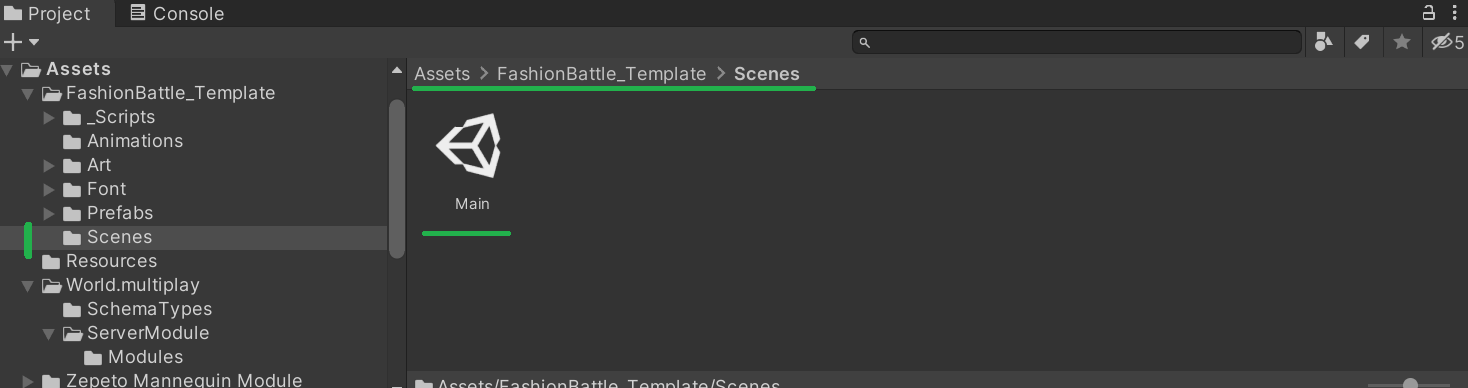 Project
Console
5
Assets
FashionBattle_Template
_Scripts
Animations
Art
Font
Prefabs
Scenes
Resources
World.multiplay
SchemaTypes
ServerModule
Modules
Zepeto Mannequin Module
Assets > FashionBattle_Template > Scenes
Main
Assets/FashionBattle_Template/Scenes